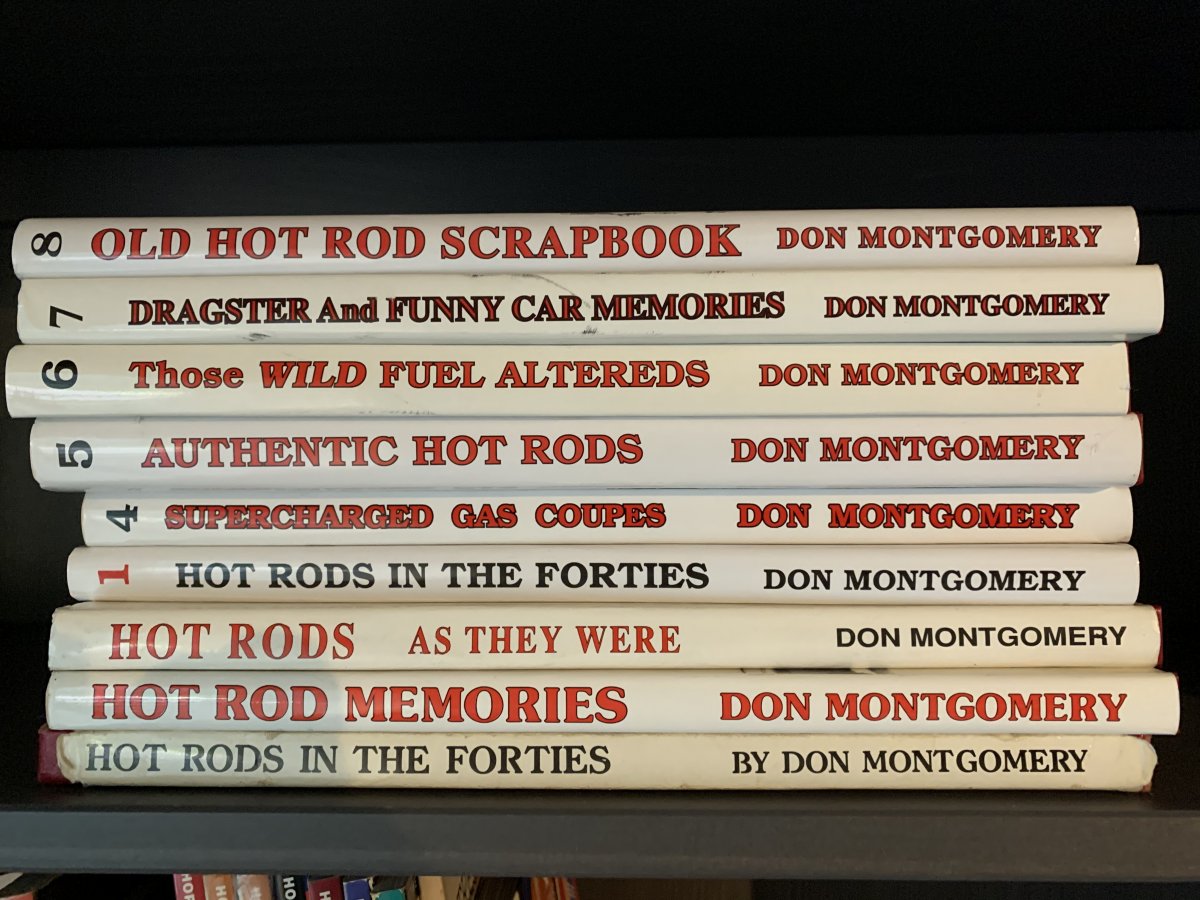 8 OLD HOT ROD SCRAPBOOK DON MONTGOMERY
7 DRAGSTER And FUNNY CAR MEMORIES DON MONTGOMERY
6 Those WILD FUEL ALTEREDS DON MONTGOMERY
5 AUTHENTIC HOT RODS DON MONTGOMERY
4 SUPERCHARGED GAS COUPES DON MONTGOMERY
1 HOT RODS IN THE FORTIES DON MONTGOMERY
HOT RODS AS THEY WERE DON MONTGOMERY
HOT ROD MEMORIES DON MONTGOMERY
HOT RODS IN THE FORTIES BY DON MONTGOMERY